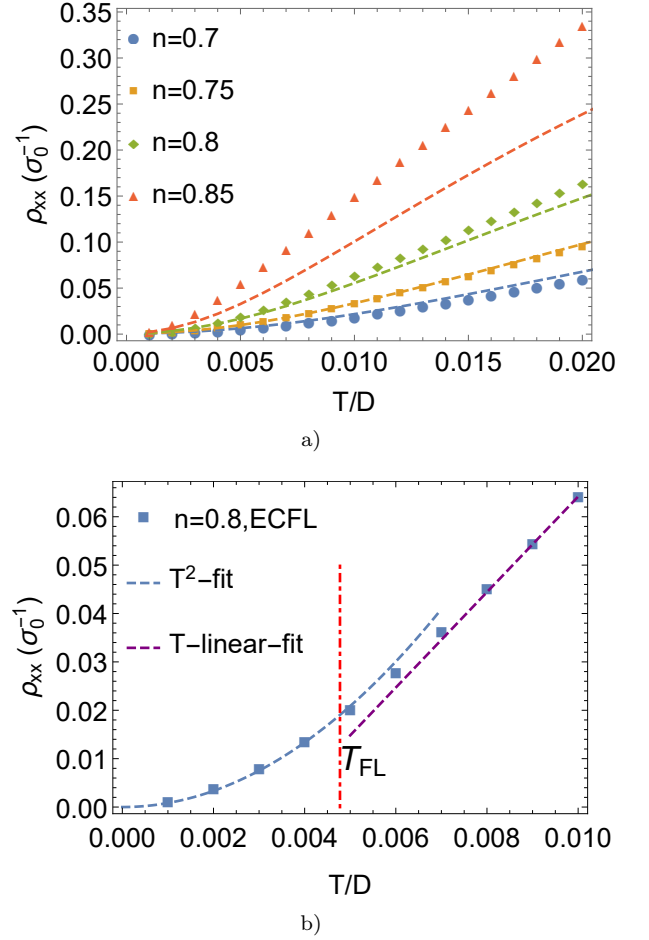 0.35
0.30
0.25
0.20
0.15
0.10
0.05
0.00
ρxx (σ0⁻¹)
n=0.7
n=0.75
n=0.8
n=0.85
0.000 0.005 0.010 0.015 0.020
T/D
a)
0.06
0.05
0.04
0.03
0.02
0.01
0.00
ρxx (σ0⁻¹)
n=0.8,ECFL
T²-fit
T-linear-fit
TFL
0.000 0.002 0.004 0.006 0.008 0.010
T/D
b)